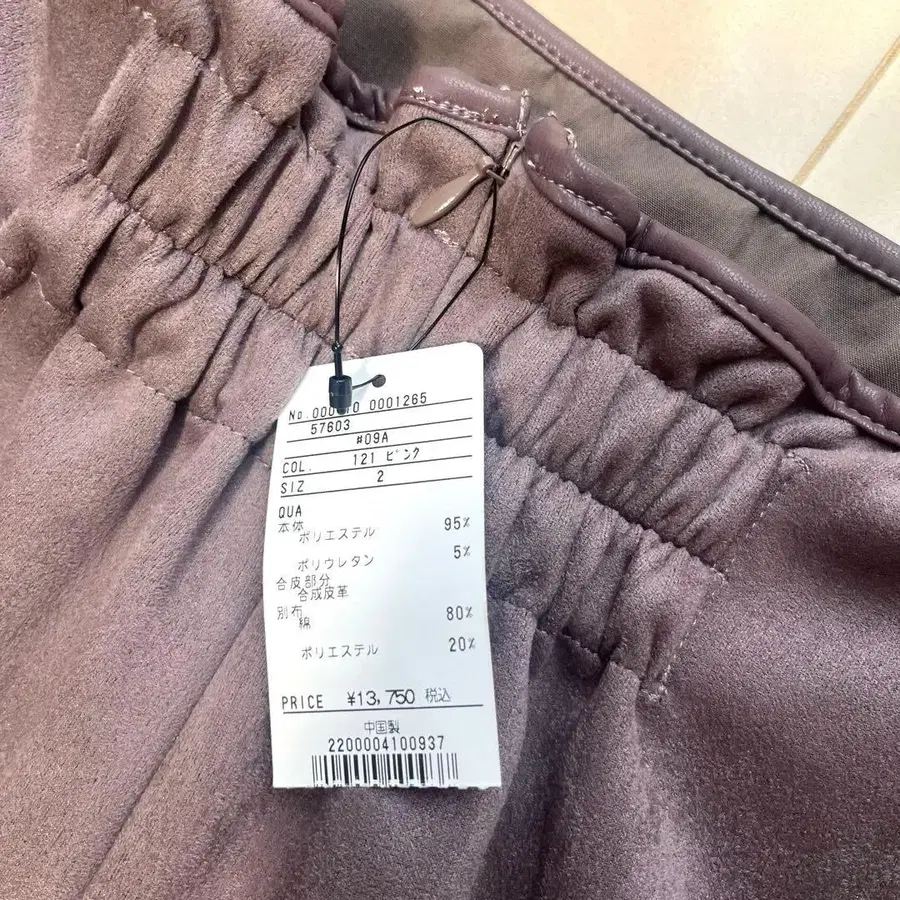 No. 0001265
57603
#09A
COL. 121 ピンク
SIZ 2
QUA
本体
ポリエステル 95%
ポリウレタン 5%
合皮部分
合成皮革
別布
綿 80%
ポリエステル 20%
PRICE ¥13,750 税込
中国製
2200004100937